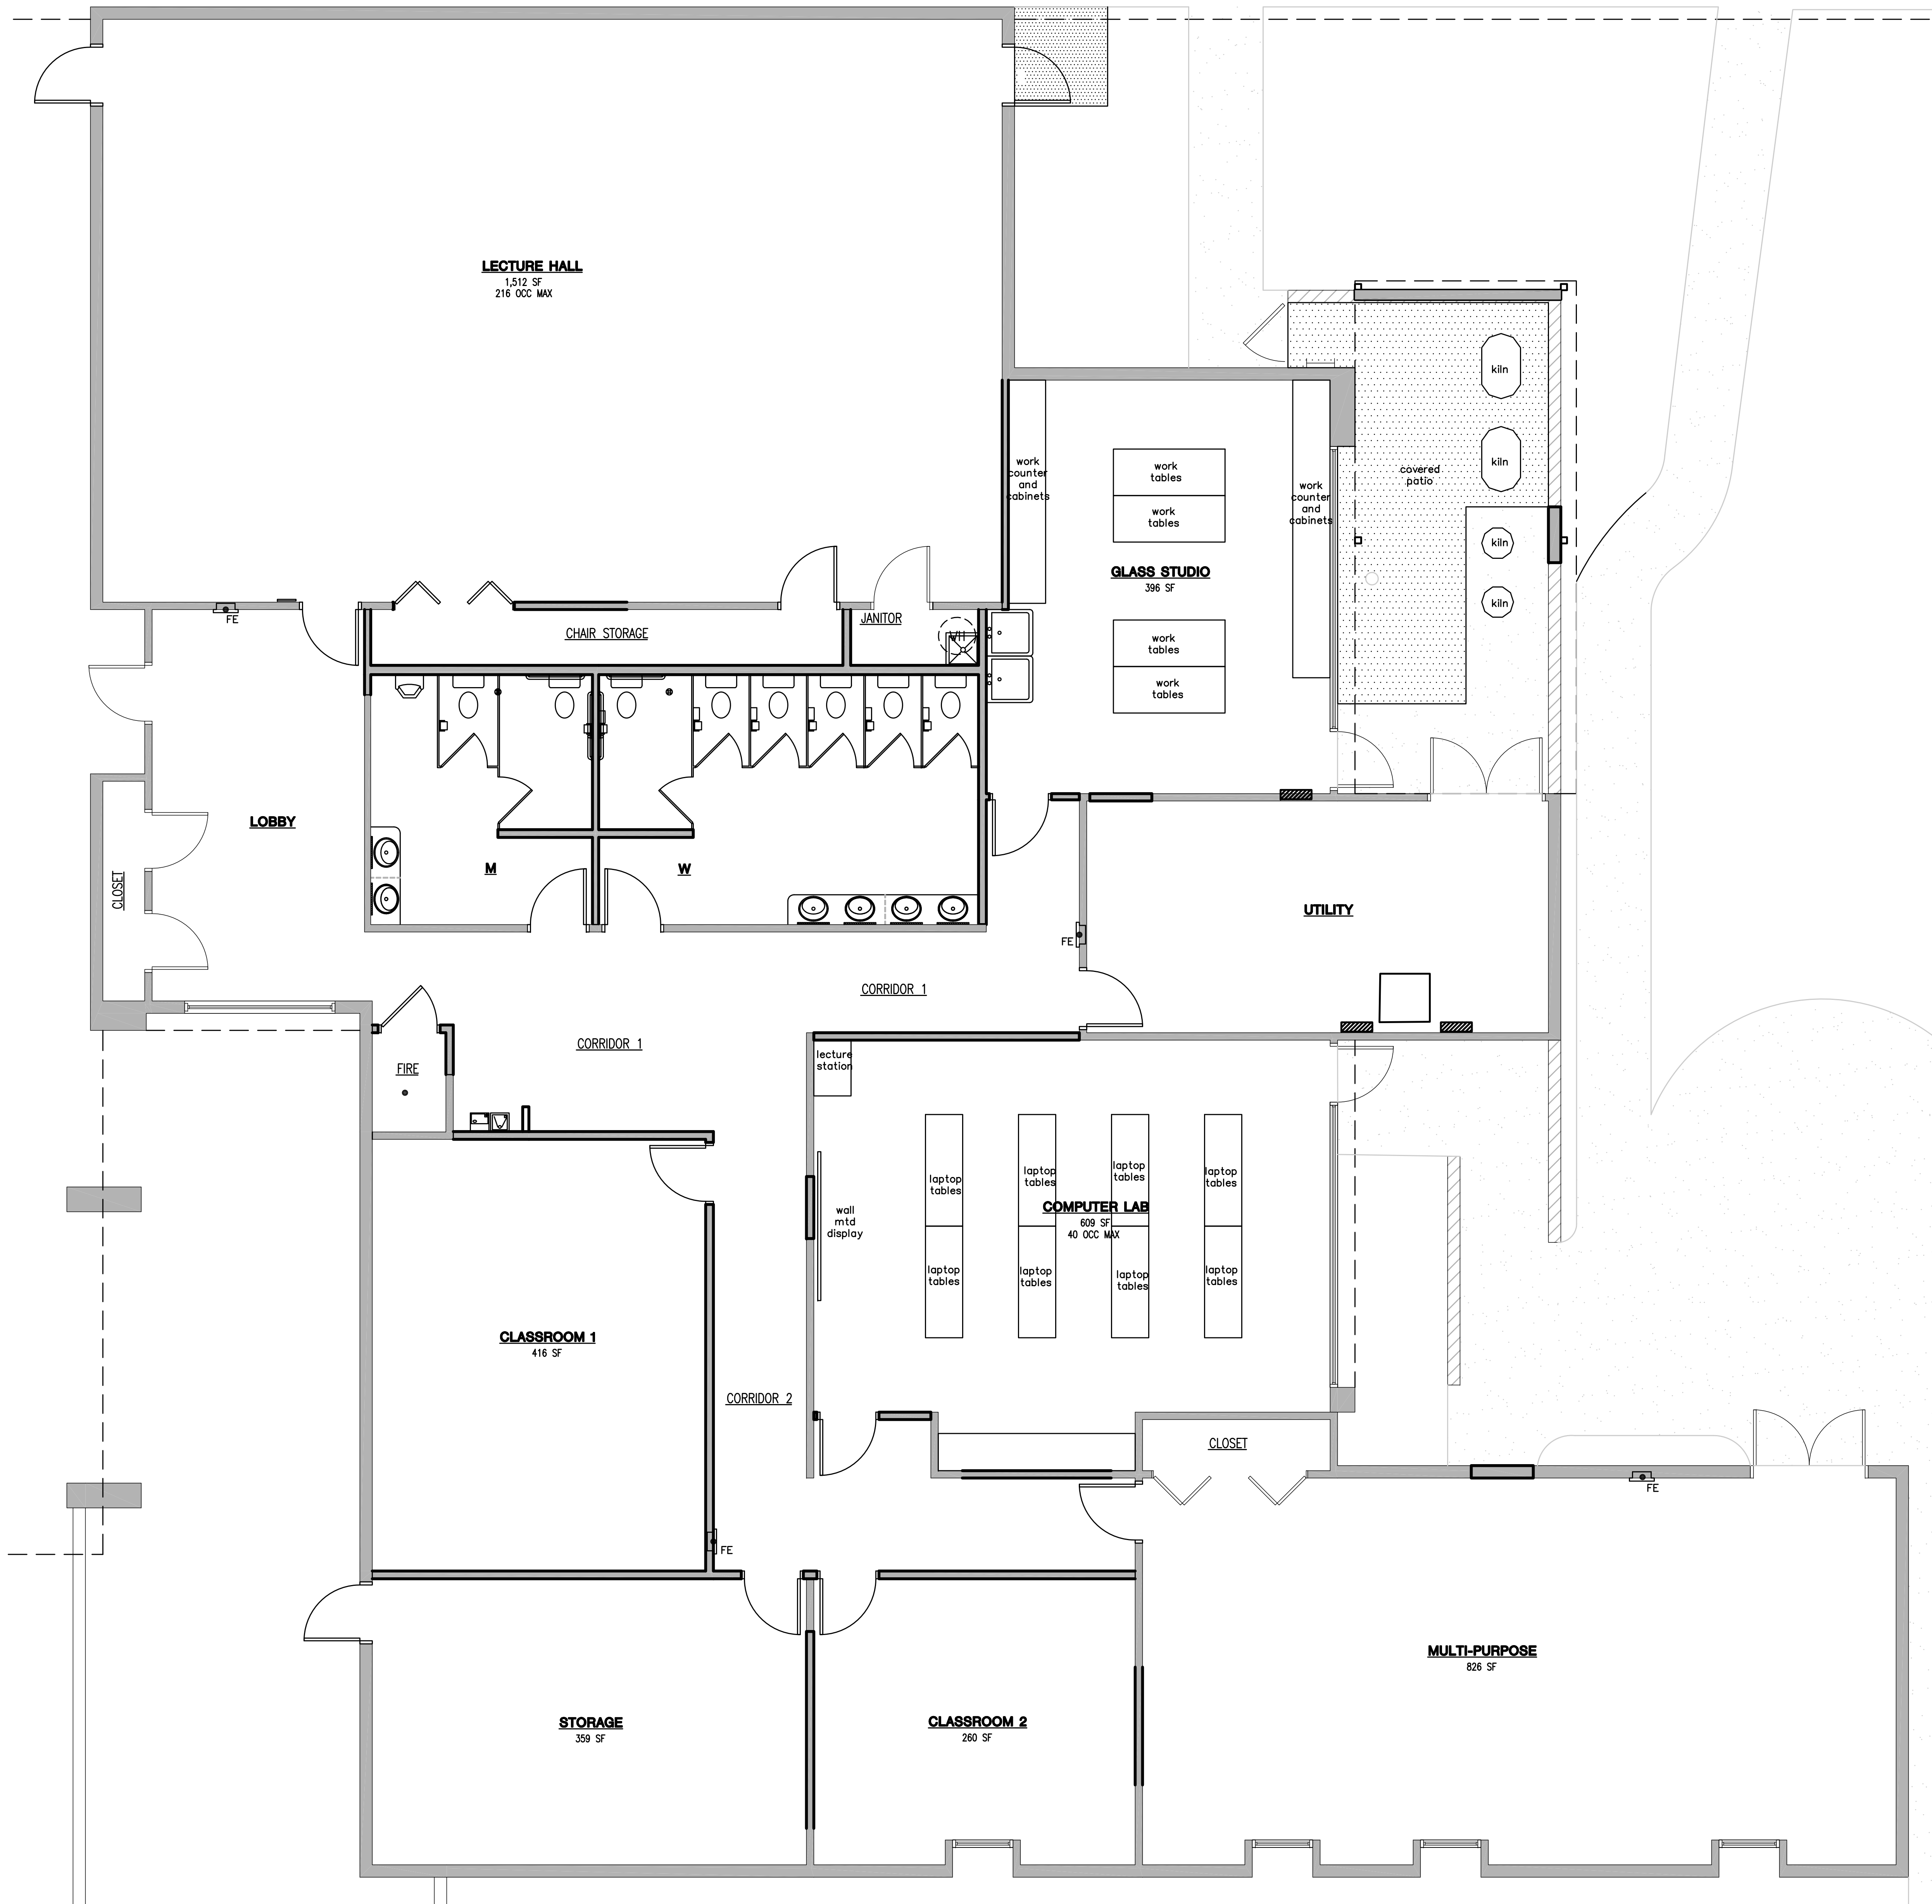 LECTURE HALL
1,512 SF
216 OCC MAX
kiln
kiln
covered
patio
kiln
kiln
work
counter
and
cabinets
work
tables
work
tables
work
counter
and
cabinets
GLASS STUDIO
396 SF
work
tables
work
tables
FE
CHAIR STORAGE
JANITOR
WH
LOBBY
CLOSET
M
W
UTILITY
FE
CORRIDOR 1
CORRIDOR 1
FIRE
lecture
station
laptop
tables
laptop
tables
laptop
tables
laptop
tables
wall
mtd
display
COMPUTER LAB
609 SF
40 OCC MAX
laptop
tables
laptop
tables
laptop
tables
laptop
tables
CLASSROOM 1
416 SF
CORRIDOR 2
CLOSET
FE
FE
MULTI-PURPOSE
826 SF
STORAGE
359 SF
CLASSROOM 2
260 SF